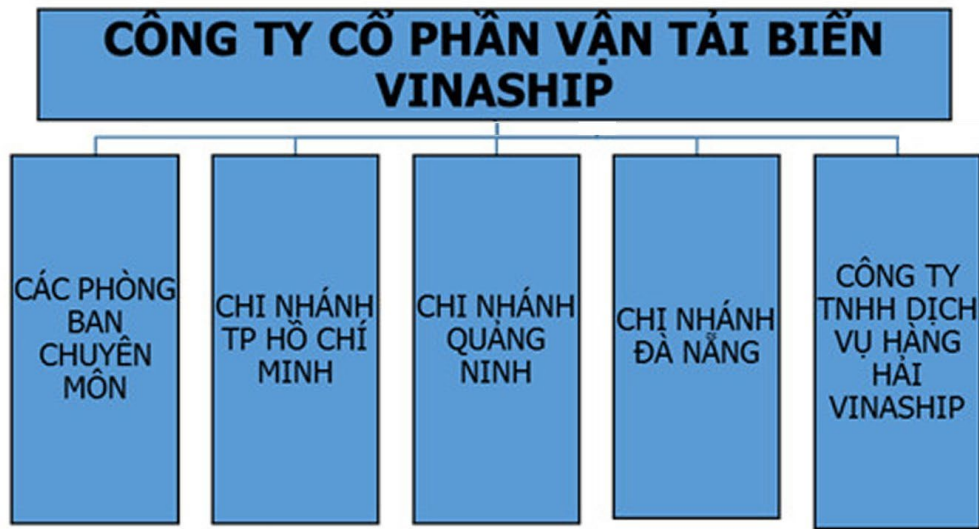 CÔNG TY CỔ PHẦN VẬN TẢI BIỂN
VINASHIP
CÁC PHÒNG
BAN
CHUYÊN
MÔN
CHI NHÁNH
TP HỒ CHÍ
MINH
CHI NHÁNH
QUẢNG
NINH
CHI NHÁNH
ĐÀ NẴNG
CÔNG TY
TNHH DỊCH
VỤ HÀNG
HẢI
VINASHIP